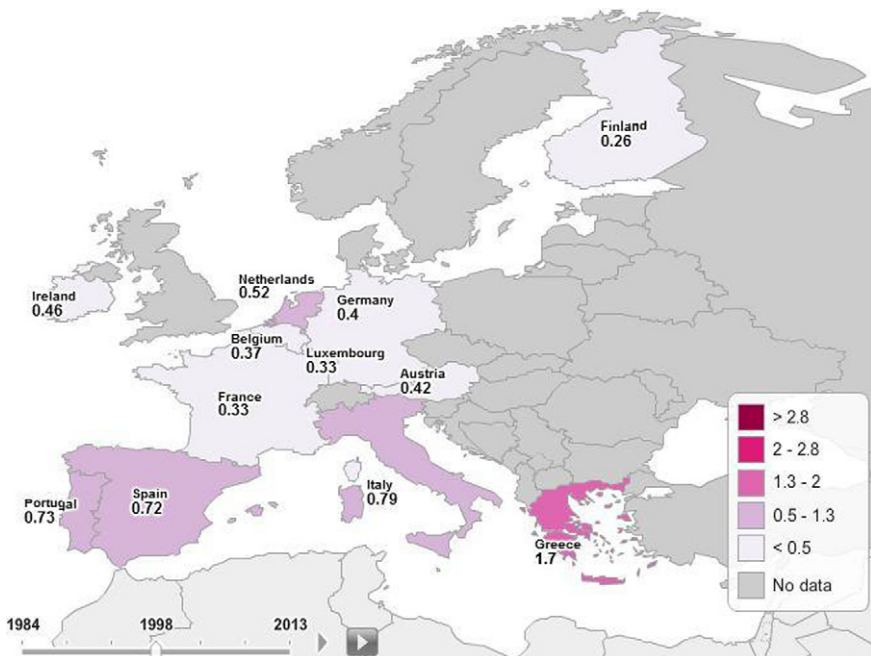 Finland
0.26
Netherlands
0.52
Ireland
0.46
Germany
0.4
Belgium
0.37
Luxembourg
0.33
Austria
0.42
France
0.33
Portugal
0.73
Spain
0.72
Italy
0.79
Greece
1.7
> 2.8
2 - 2.8
1.3 - 2
0.5 - 1.3
< 0.5
No data
1984 1998 2013